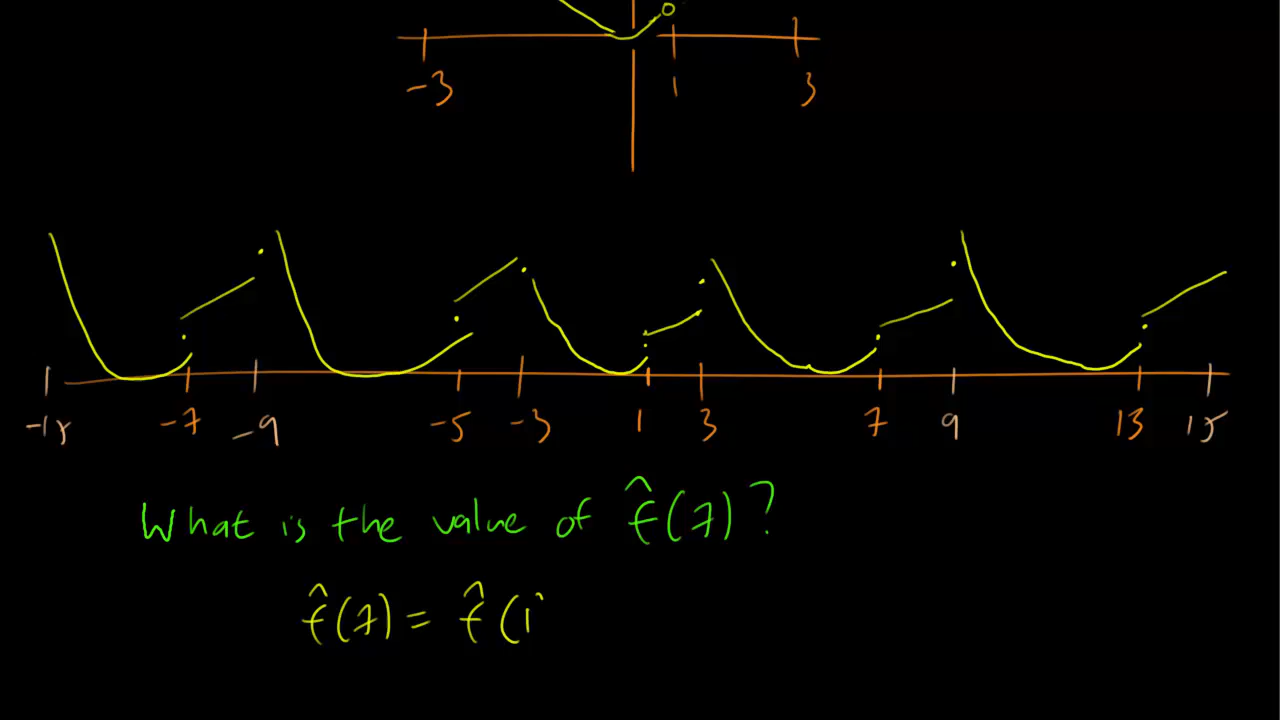 -3 1 3
-15 -7 -9 -5 -3 1 3 7 9 13 15
What is the value of f̂(7)?
f̂(7) = f̂(1